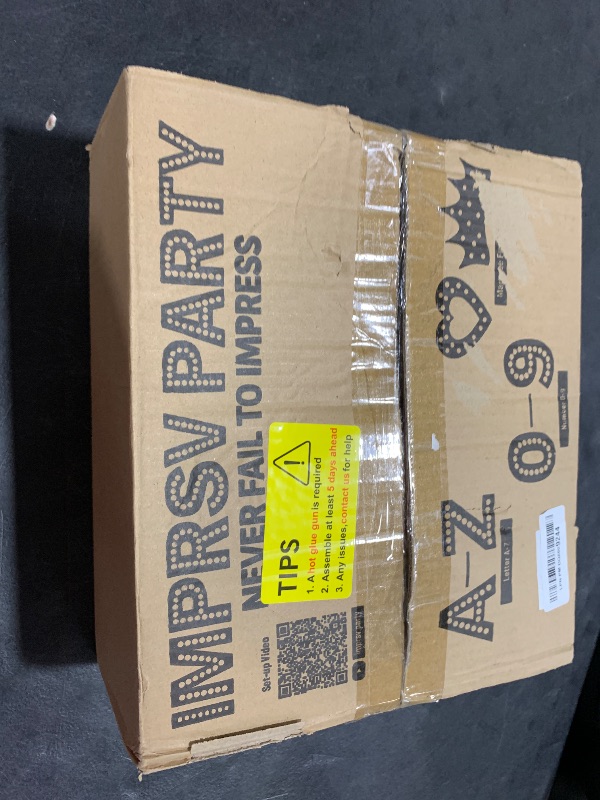 IMPRSV PARTY
NEVER FAIL TO IMPRESS
TIPS
1. A hot glue gun is required
2. Assemble at least 5 days ahead
3. Any issues, contact us for help
Set-up Video
A-Z
Letter A-Z
0-9
Number 0-9
9244